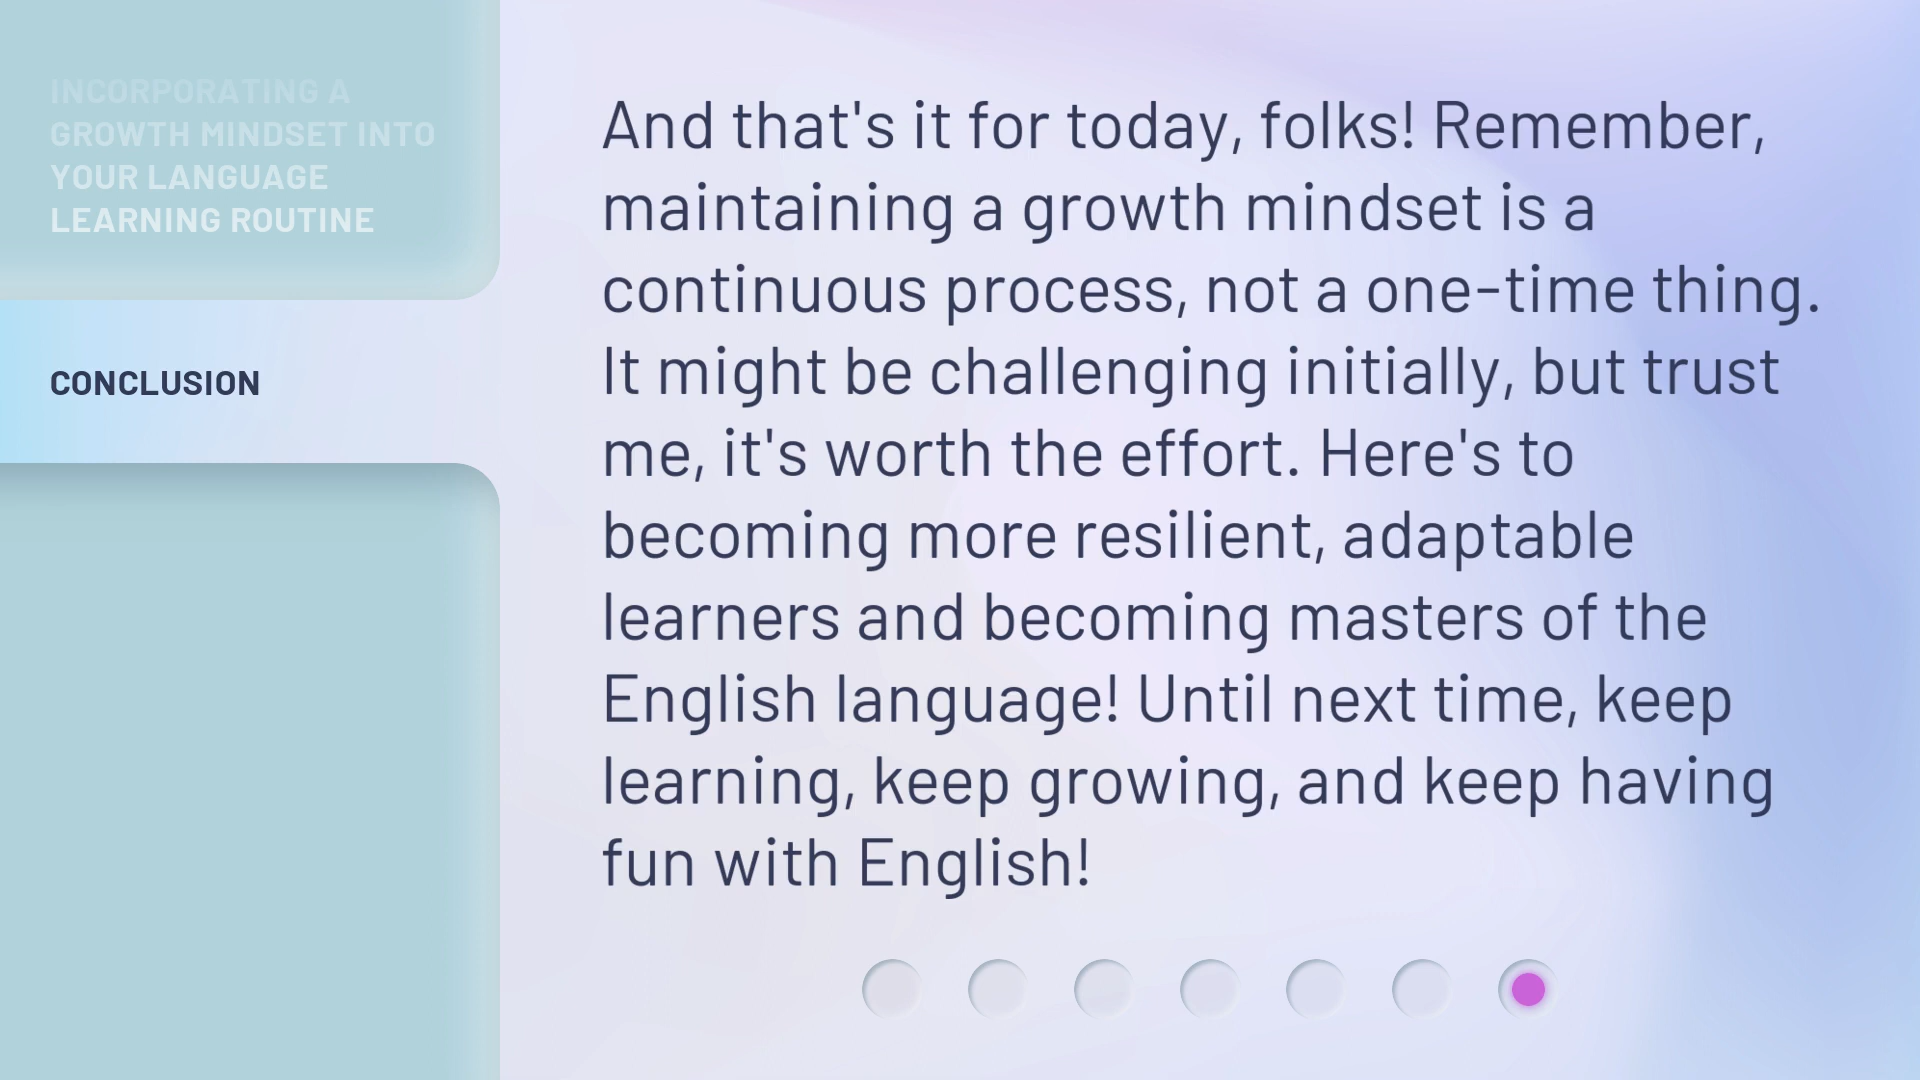 INCORPORATING A
GROWTH MINDSET INTO
YOUR LANGUAGE
LEARNING ROUTINE
CONCLUSION
And that's it for today, folks! Remember,
maintaining a growth mindset is a
continuous process, not a one-time thing.
It might be challenging initially, but trust
me, it's worth the effort. Here's to
becoming more resilient, adaptable
learners and becoming masters of the
English language! Until next time, keep
learning, keep growing, and keep having
fun with English!